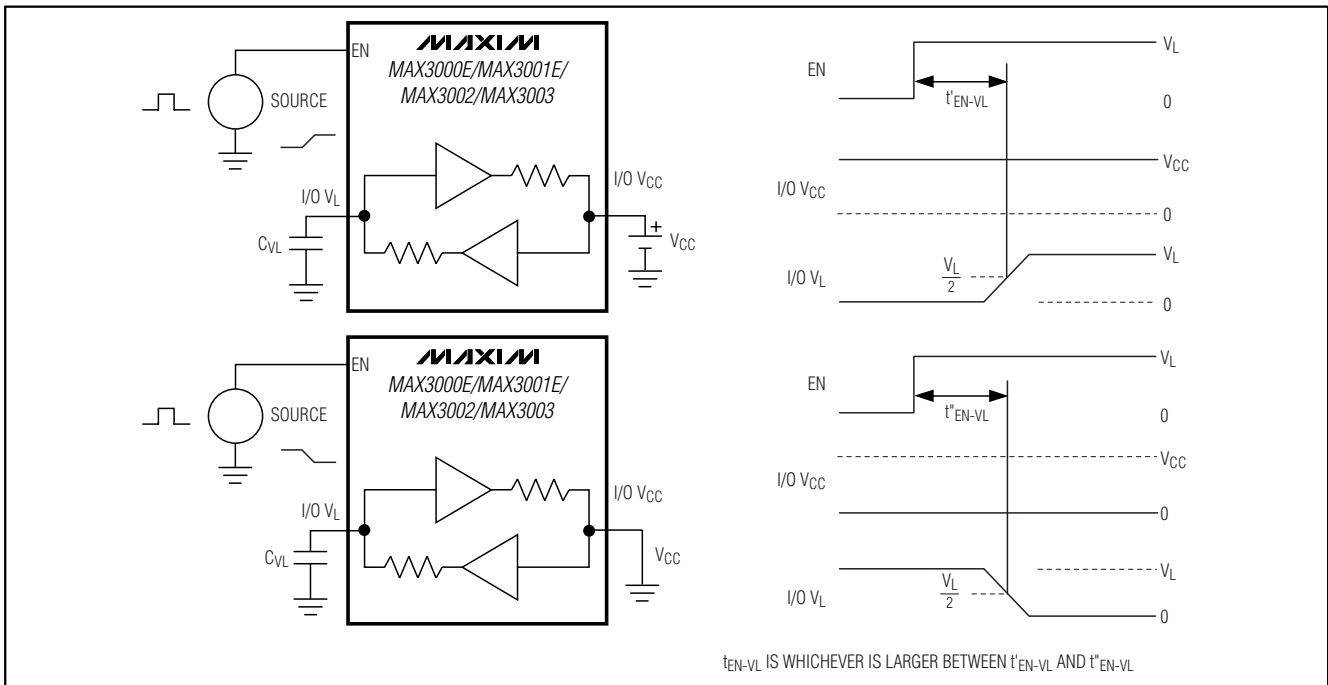 EN
MAXIM
MAX3000E/MAX3001E/
MAX3002/MAX3003
SOURCE
I/O VL
I/O VCC
CVL
+
VCC
EN
VL
t'EN-VL
0
VCC
I/O VCC
0
VL
I/O VL
VL
2
0
EN
MAXIM
MAX3000E/MAX3001E/
MAX3002/MAX3003
SOURCE
I/O VL
I/O VCC
CVL
VCC
VL
EN
t"EN-VL
0
VCC
I/O VCC
0
VL
I/O VL
VL
2
0
tEN-VL IS WHICHEVER IS LARGER BETWEEN t'EN-VL AND t"EN-VL